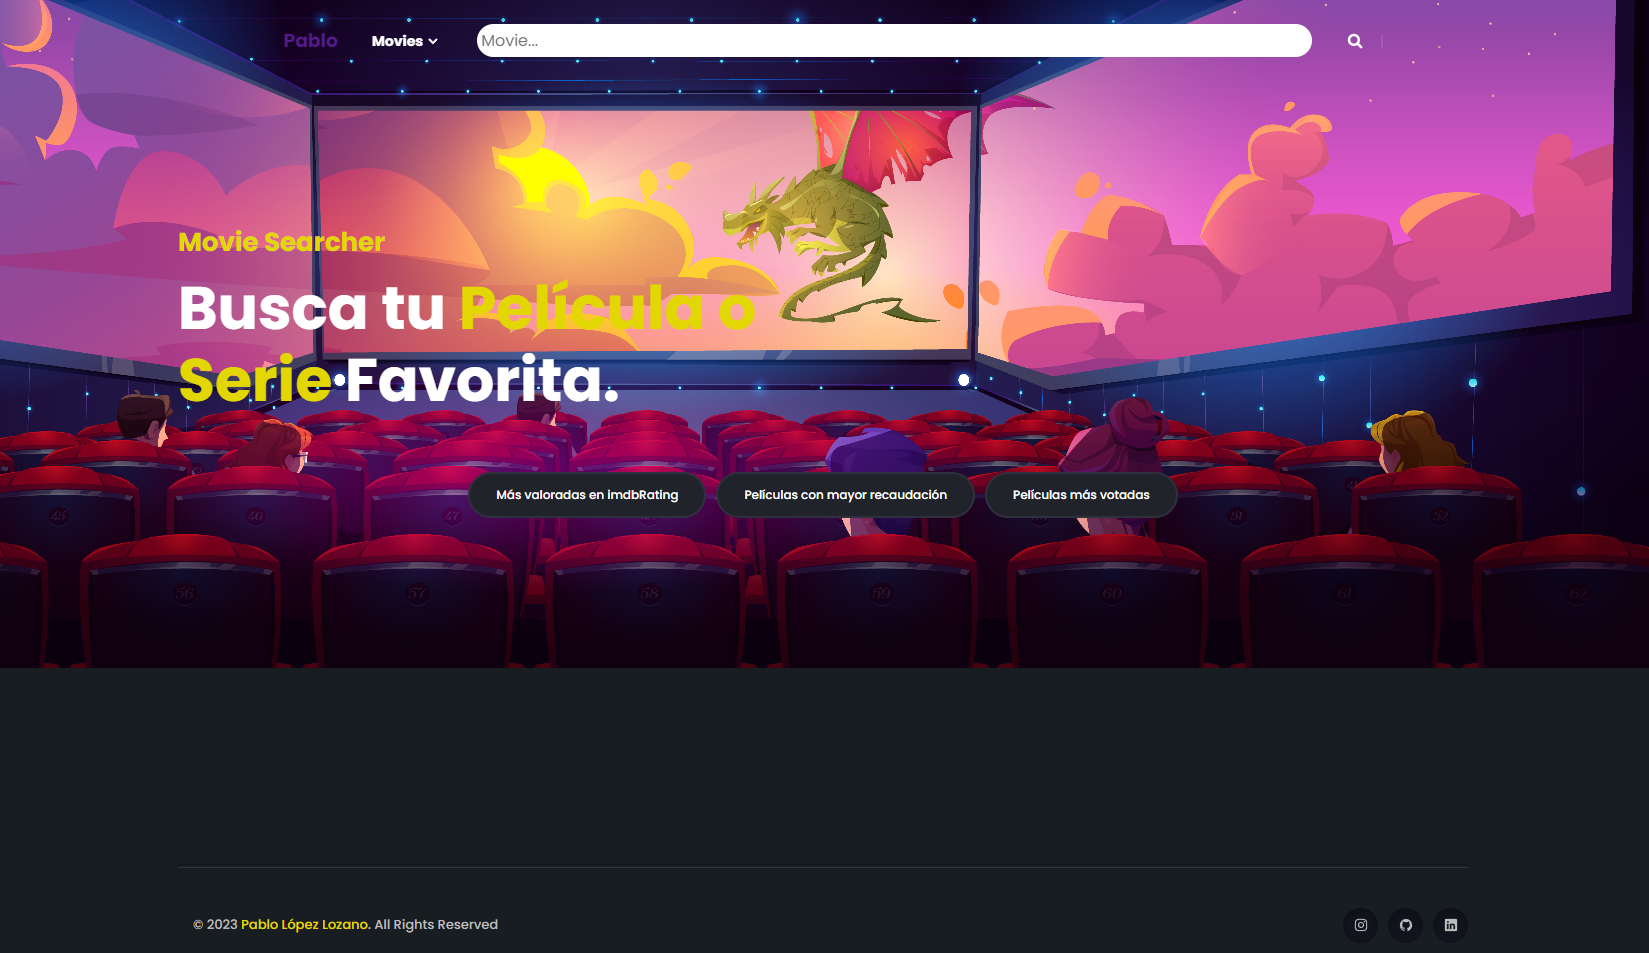 Pablo Movies Movie...
Movie Searcher
Busca tu Película o
Serie Favorita.
Más valoradas en imdbRating Películas con mayor recaudación Películas más votadas
45 46 47 51 52
56 57 58 59 60 61 62
© 2023 Pablo López Lozano. All Rights Reserved